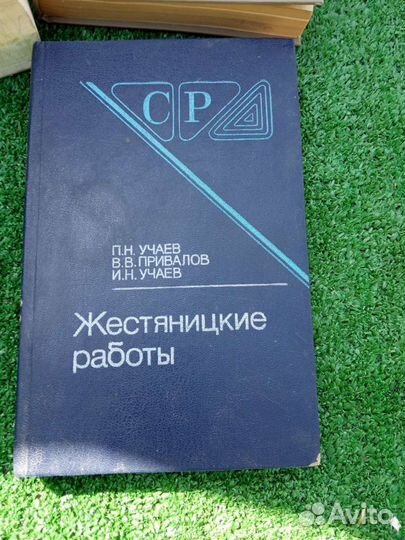 СР
П.Н. УЧАЕВ
В.В. ПРИВАЛОВ
И.Н. УЧАЕВ
Жестяницкие
работы
Avito